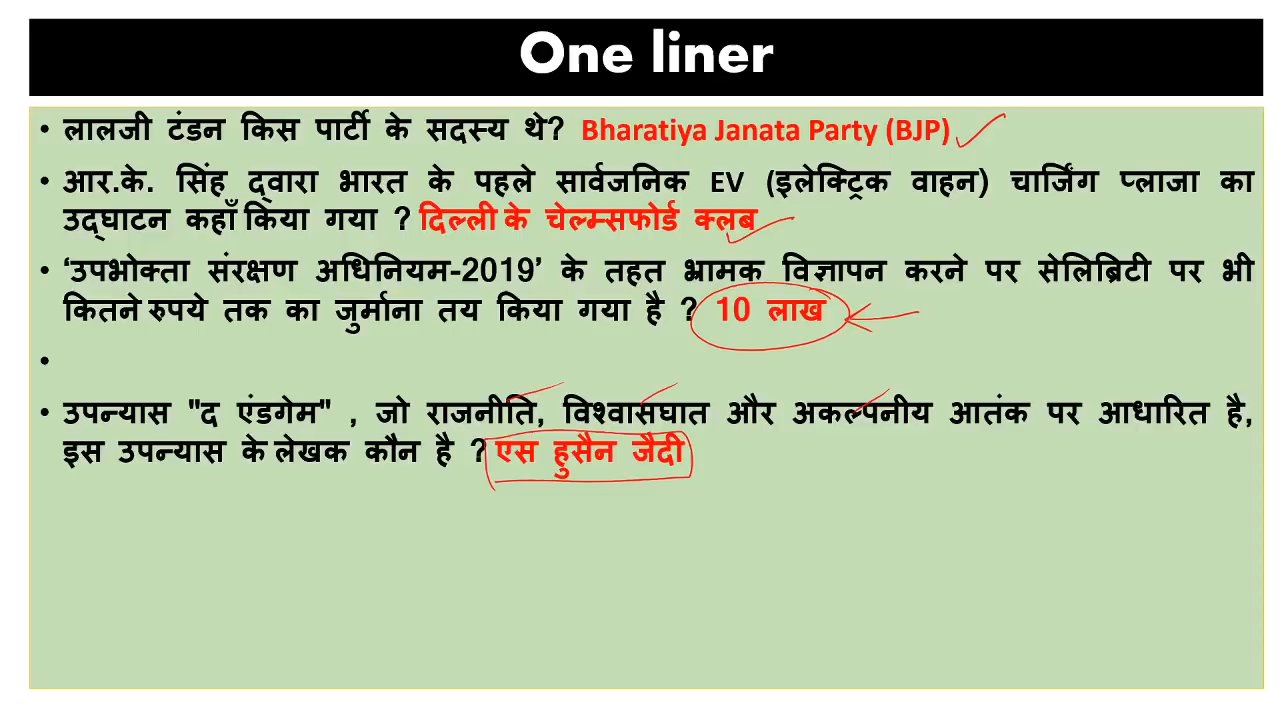 One liner
• लालजी टंडन किस पार्टी के सदस्य थे? Bharatiya Janata Party (BJP)
• आर.के. सिंह द्वारा भारत के पहले सार्वजनिक EV (इलेक्ट्रिक वाहन) चार्जिंग प्लाजा का
उद्घाटन कहाँ किया गया ? दिल्ली के चेल्म्सफोर्ड क्लब
• ‘उपभोक्ता संरक्षण अधिनियम-2019’ के तहत भ्रामक विज्ञापन करने पर सेलिब्रिटी पर भी
कितने रुपये तक का जुर्माना तय किया गया है ? 10 लाख
•
• उपन्यास "द एंडगेम" , जो राजनीति, विश्वासघात और अकल्पनीय आतंक पर आधारित है,
इस उपन्यास के लेखक कौन है ? एस हुसैन जैदी